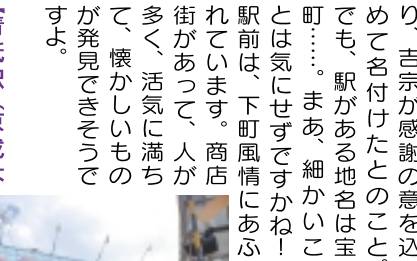 り、吉宗が感謝の意を込
めて名付けたとのこと。
でも、駅がある地名は宝
町……。まあ、細かいこ
とは気にせずですかね！
駅前は、下町風情にあふ
れています。商店
街があって、人が
多く、活気に満ち
て、懐かしいもの
が発見できそうで
すよ。